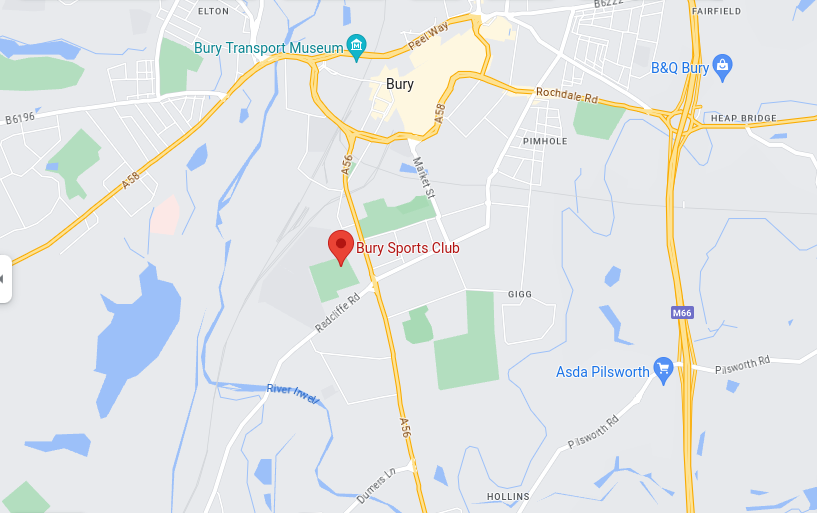 ELTON
B6222
FAIRFIELD
Peel Way
Bury Transport Museum
B&Q Bury
Bury
Rochdale Rd
A58
B6196
HEAP BRIDGE
PIMHOLE
A56
Market St
A58
Bury Sports Club
GIGG
Radcliffe Rd
M66
Asda Pilsworth
Pilsworth Rd
River Irwell
A56
Pilsworth Rd
Dumers Ln
HOLLINS